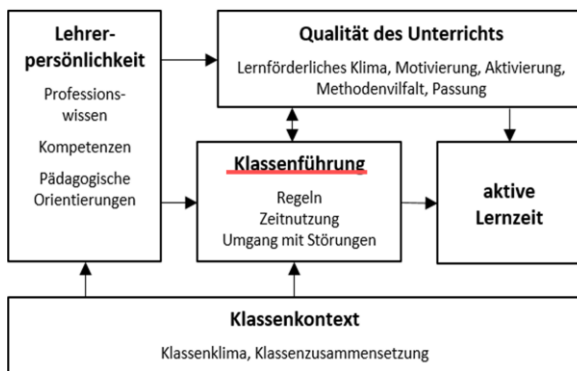 Lehrer-
persönlichkeit
Professions-
wissen
Kompetenzen
Pädagogische
Orientierungen
Qualität des Unterrichts
Lernförderliches Klima, Motivierung, Aktivierung,
Methodenvilfalt, Passung
Klassenführung
Regeln
Zeitnutzung
Umgang mit Störungen
aktive
Lernzeit
Klassenkontext
Klassenklima, Klassenzusammensetzung